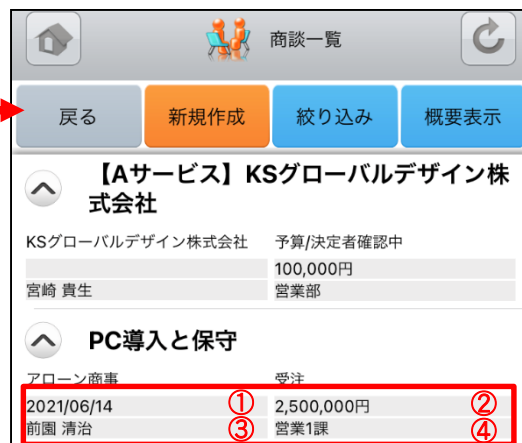 商談一覧
戻る 新規作成 絞り込み 概要表示
【Aサービス】KSグローバルデザイン株
式会社
KSグローバルデザイン株式会社 予算/決定者確認中
100,000円
宮崎 貴生 営業部
PC導入と保守
アローン商事 受注
2021/06/14 ① 2,500,000円 ②
前園 清治 ③ 営業1課 ④